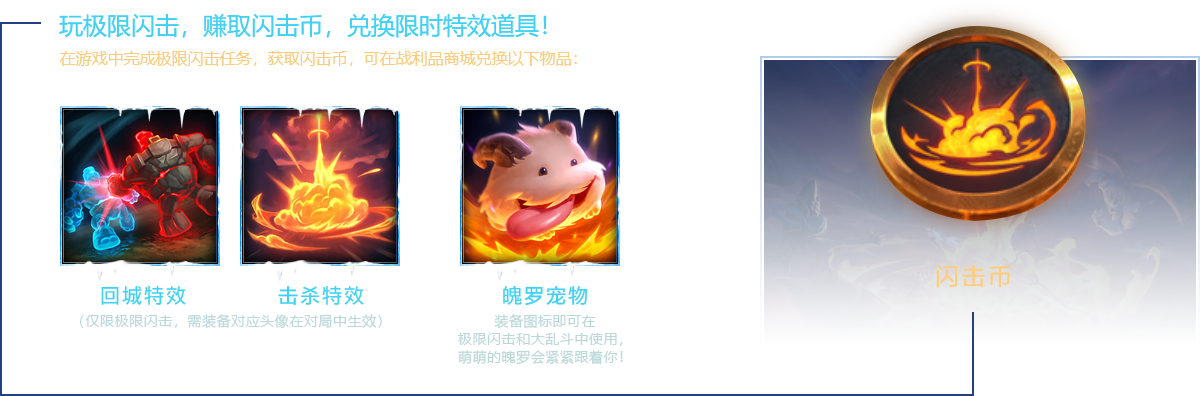 玩极限闪击，赚取闪击币，兑换限时特效道具！
在游戏中完成极限闪击任务，获取闪击币，可在战利品商城兑换以下物品：
回城特效
击杀特效
（仅限极限闪击，需装备对应头像在对局中生效）
魄罗宠物
装备图标即可在
极限闪击和大乱斗中使用，
萌萌的魄罗会紧紧跟着你！
闪击币